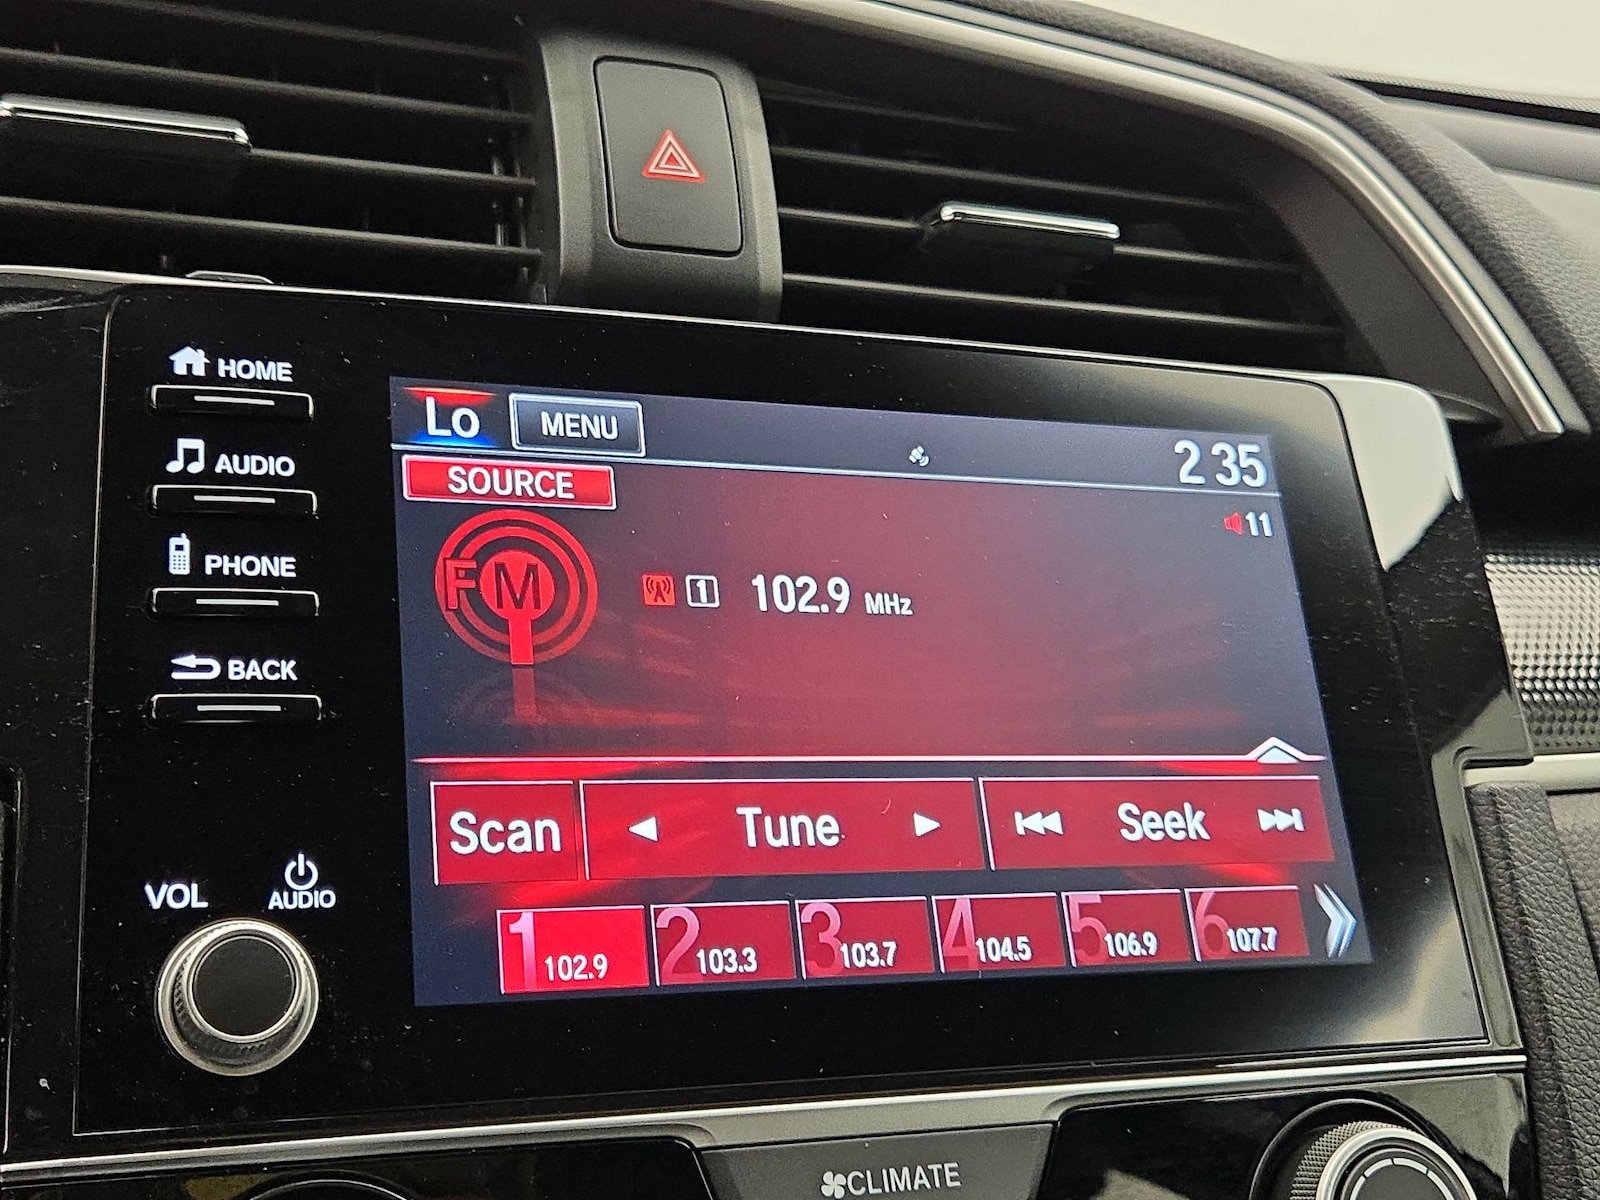 HOME
AUDIO
PHONE
BACK
VOL
AUDIO
Lo
MENU
2 35
SOURCE
11
FM
1 102.9 MHz
Scan
Tune
Seek
1 102.9
2 103.3
3 103.7
4 104.5
5 106.9
6 107.7
CLIMATE